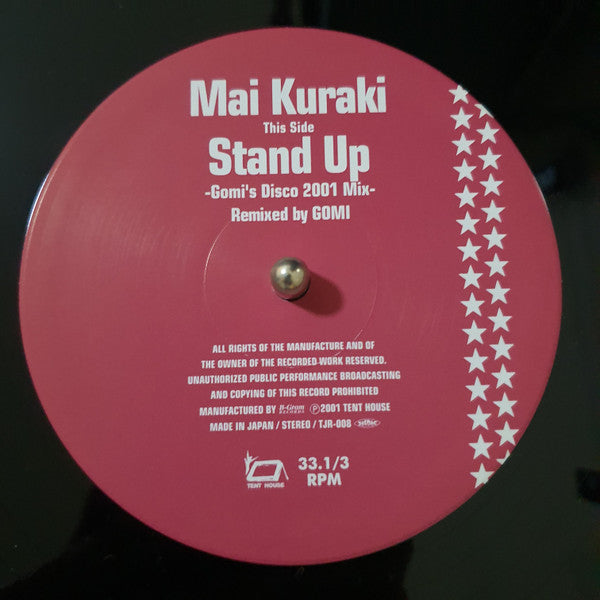 Mai Kuraki
This Side
Stand Up
-Gomi's Disco 2001 Mix-
Remixed by GOMI
ALL RIGHTS OF THE MANUFACTURE AND OF
THE OWNER OF THE RECORDED WORK RESERVED.
UNAUTHORIZED PUBLIC PERFORMANCE BROADCASTING
AND COPYING OF THIS RECORD PROHIBITED
MANUFACTURED BY B-Gram RECORDS ℗2001 TENT HOUSE
MADE IN JAPAN / STEREO / TJR-008
TENT HOUSE
33.1/3
RPM